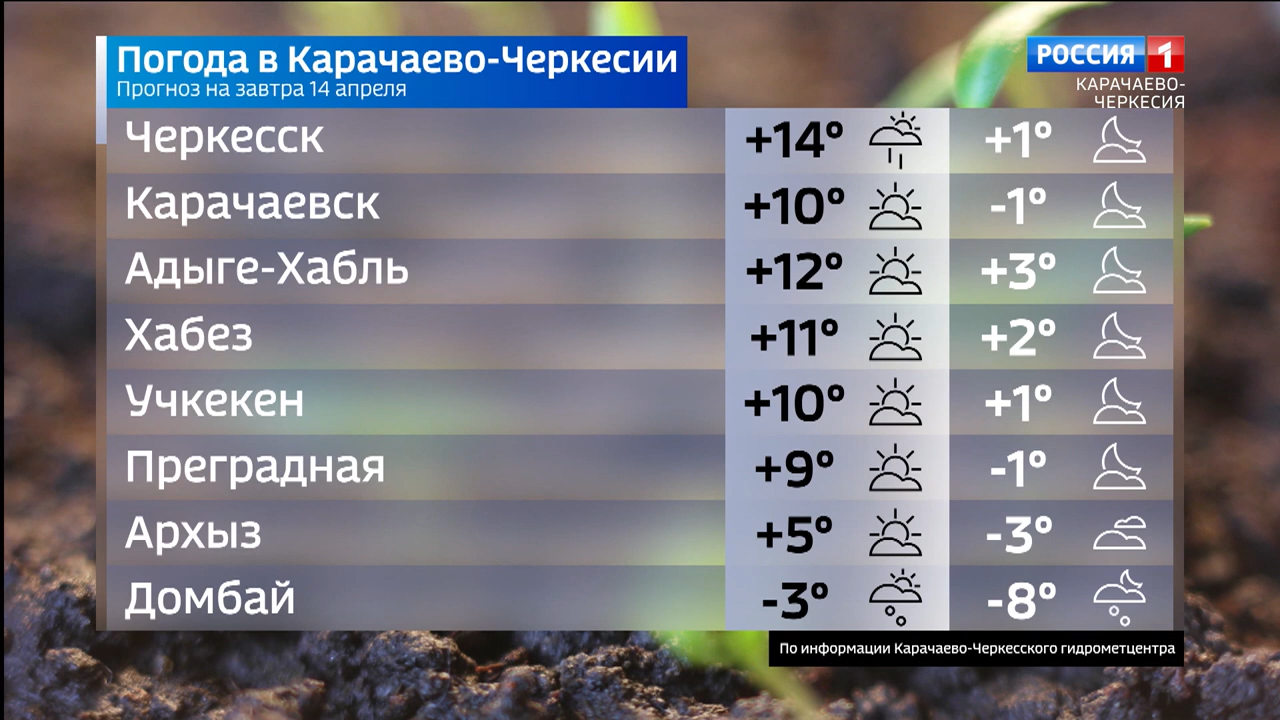 Погода в Карачаево-Черкесии
Прогноз на завтра 14 апреля
РОССИЯ 1
КАРАЧАЕВО-
ЧЕРКЕСИЯ
Черкесск +14° +1°
Карачаевск +10° -1°
Адыге-Хабль +12° +3°
Хабез +11° +2°
Учкекен +10° +1°
Преградная +9° -1°
Архыз +5° -3°
Домбай -3° -8°
По информации Карачаево-Черкесского гидрометцентра